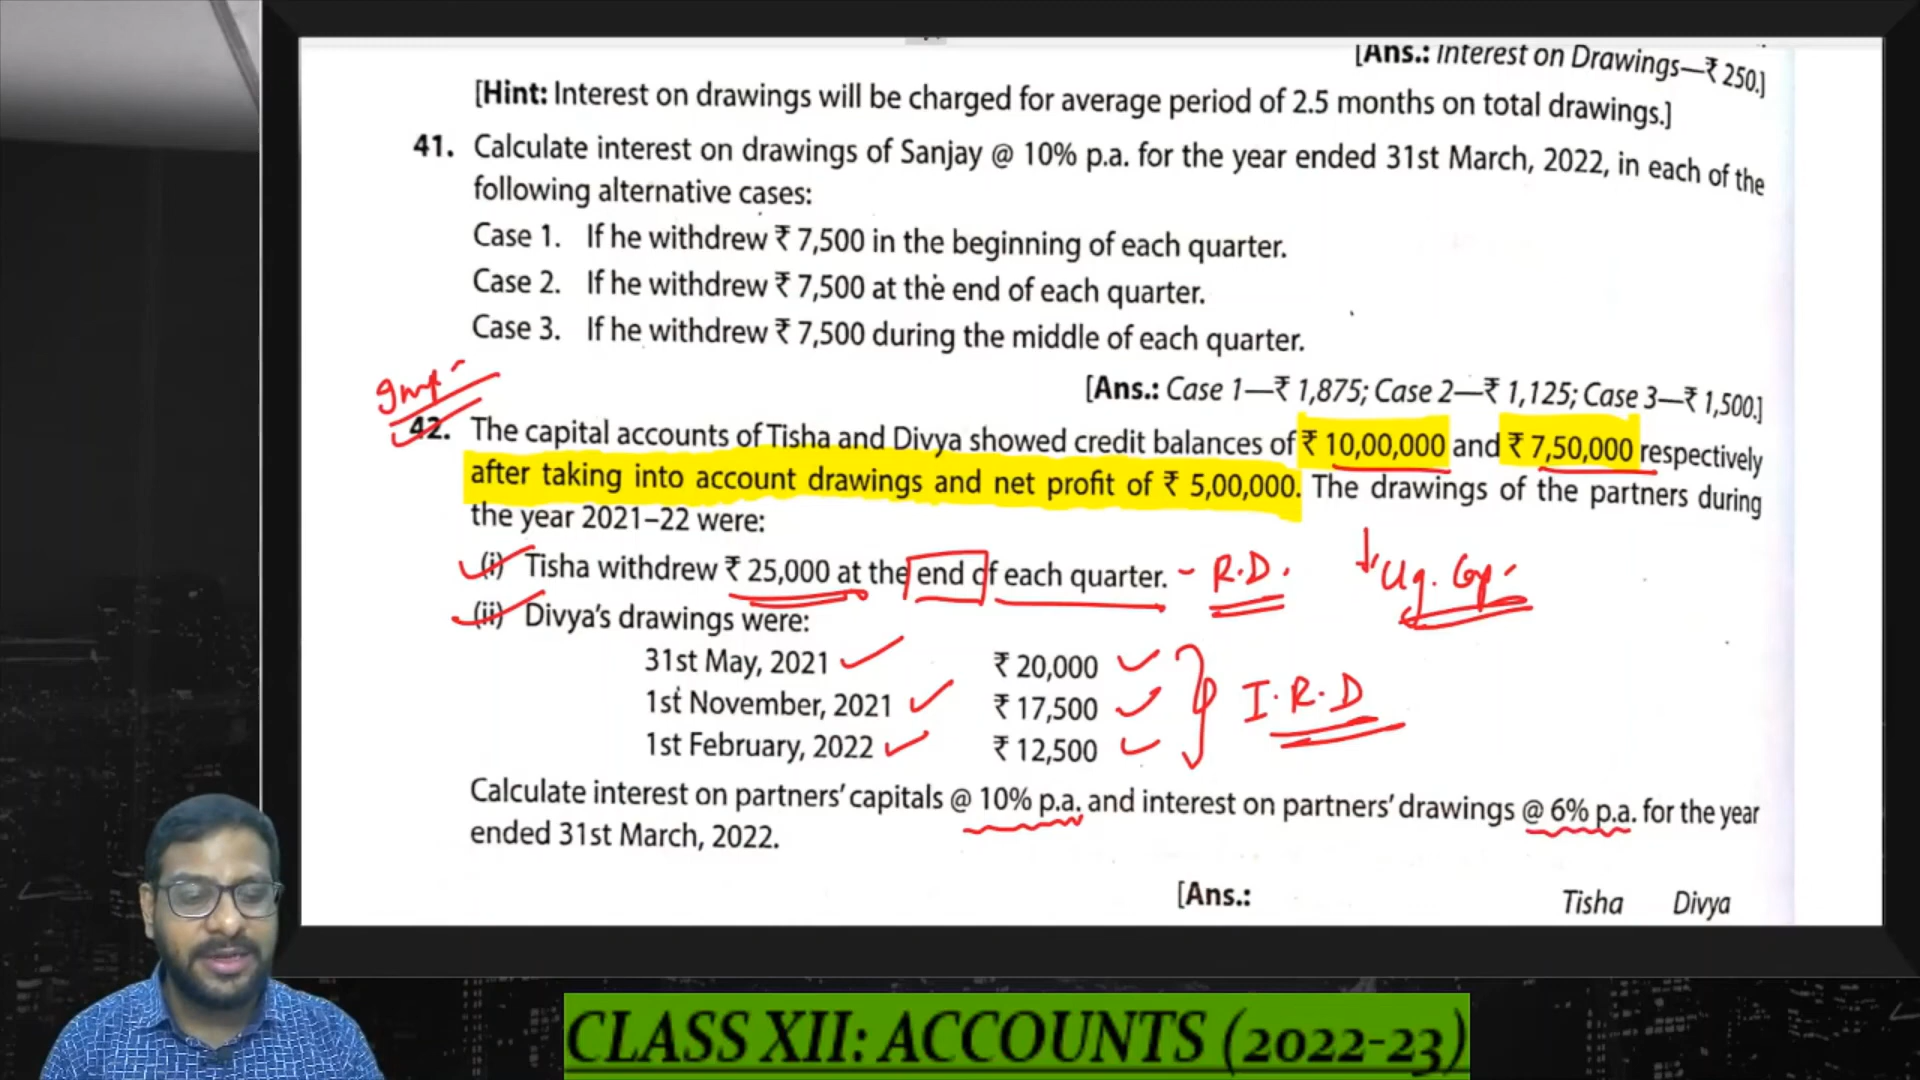 [Ans.: Interest on Drawings—₹ 250.]
[Hint: Interest on drawings will be charged for average period of 2.5 months on total drawings.]
41. Calculate interest on drawings of Sanjay @ 10% p.a. for the year ended 31st March, 2022, in each of the
following alternative cases:
Case 1. If he withdrew ₹ 7,500 in the beginning of each quarter.
Case 2. If he withdrew ₹ 7,500 at the end of each quarter.
Case 3. If he withdrew ₹ 7,500 during the middle of each quarter.
[Ans.: Case 1—₹ 1,875; Case 2—₹ 1,125; Case 3—₹ 1,500.]
Imp.
42. The capital accounts of Tisha and Divya showed credit balances of ₹ 10,00,000 and ₹ 7,50,000 respectively
after taking into account drawings and net profit of ₹ 5,00,000. The drawings of the partners during
the year 2021–22 were:
(i) Tisha withdrew ₹ 25,000 at the end of each quarter. - R.D.
(ii) Divya's drawings were:
31st May, 2021 ₹ 20,000
1st November, 2021 ₹ 17,500 I.R.D
1st February, 2022 ₹ 12,500
Calculate interest on partners' capitals @ 10% p.a. and interest on partners' drawings @ 6% p.a. for the year
ended 31st March, 2022.
[Ans.: Tisha Divya
CLASS XII: ACCOUNTS (2022-23)